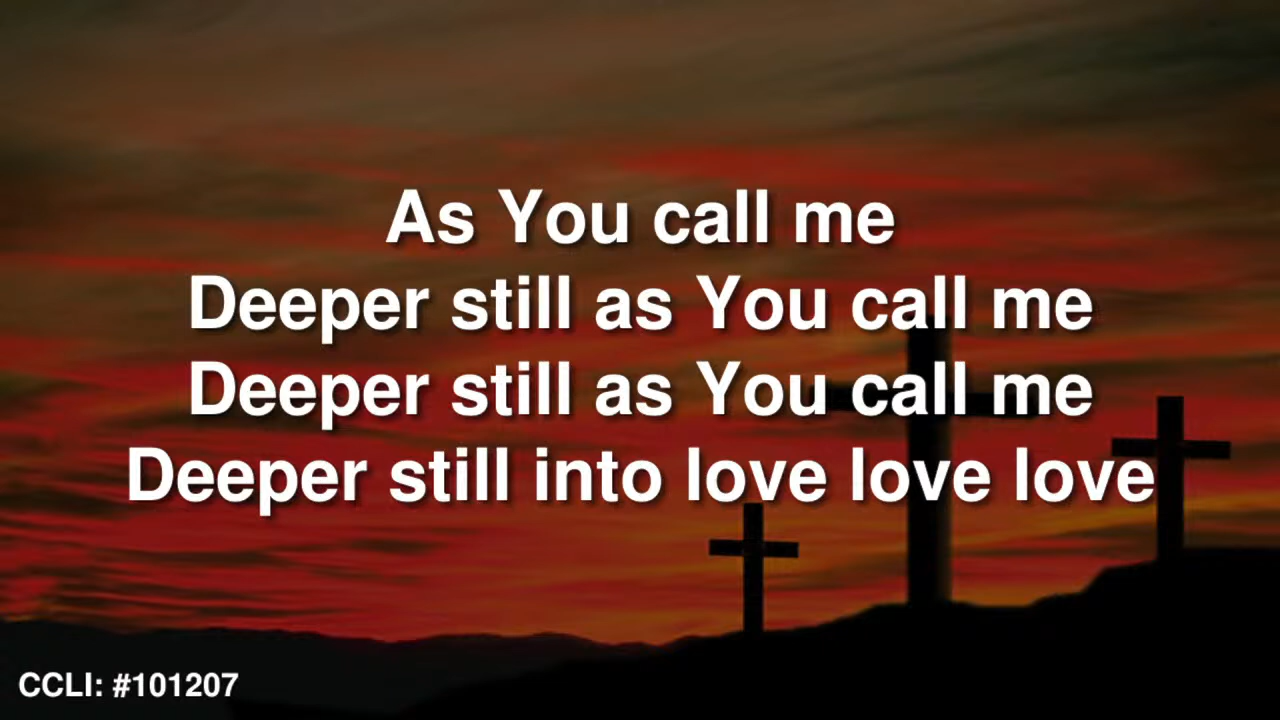 As You call me
Deeper still as You call me
Deeper still as You call me
Deeper still into love love love
CCLI: #101207